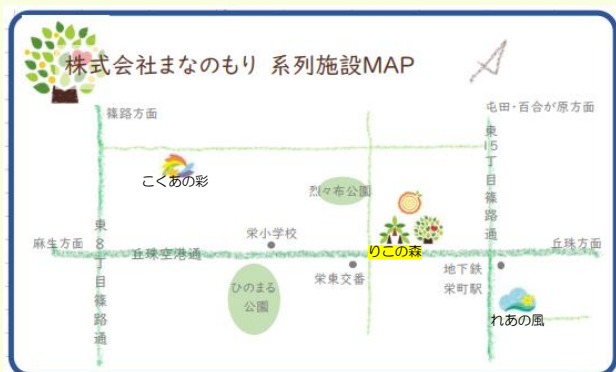 株式会社まなのもり 系列施設MAP
篠路方面
屯田・百合が原方面
こくあの彩
烈々布公園
東15丁目篠路通
東8丁目篠路通
麻生方面
丘珠空港通
栄小学校
りこの森
丘珠方面
栄東交番
地下鉄
栄町駅
ひのまる
公園
れあの風